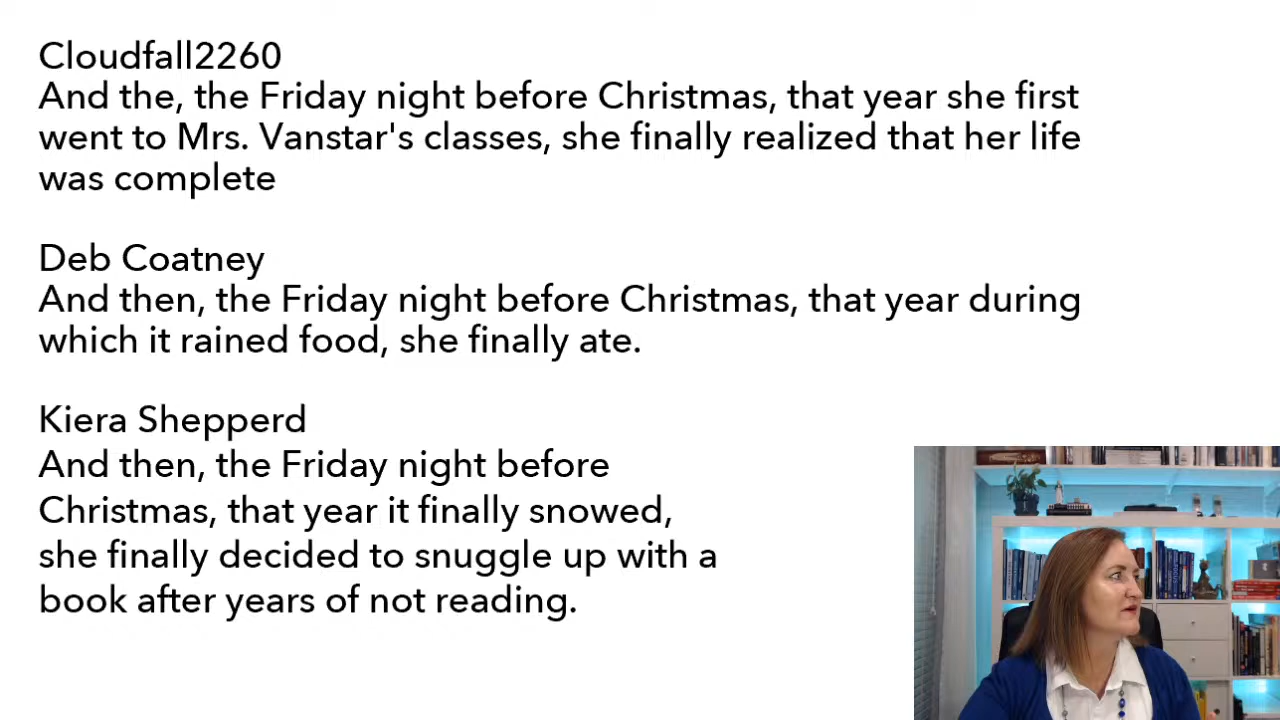 Cloudfall2260
And the, the Friday night before Christmas, that year she first
went to Mrs. Vanstar's classes, she finally realized that her life
was complete
Deb Coatney
And then, the Friday night before Christmas, that year during
which it rained food, she finally ate.
Kiera Shepperd
And then, the Friday night before
Christmas, that year it finally snowed,
she finally decided to snuggle up with a
book after years of not reading.